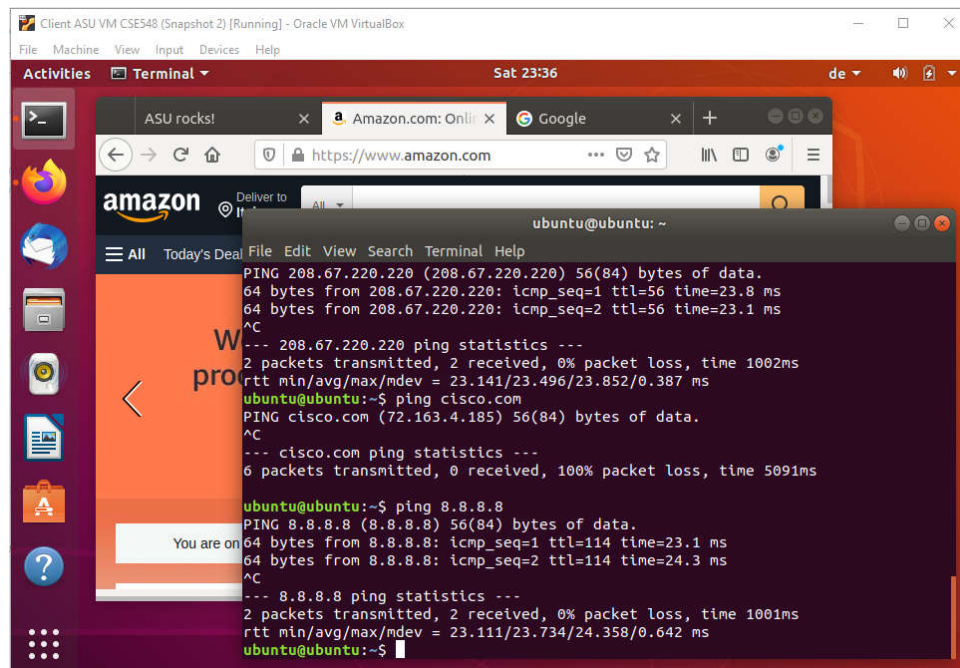 Client ASU VM CSE548 (Snapshot 2) [Running] - Oracle VM VirtualBox
File Machine View Input Devices Help
Activities Terminal Sat 23:36 de
ASU rocks! Amazon.com: Onlin Google
https://www.amazon.com
amazon Deliver to All
ubuntu@ubuntu: ~
All Today's Deal
File Edit View Search Terminal Help
PING 208.67.220.220 (208.67.220.220) 56(84) bytes of data.
64 bytes from 208.67.220.220: icmp_seq=1 ttl=56 time=23.8 ms
64 bytes from 208.67.220.220: icmp_seq=2 ttl=56 time=23.1 ms
^C
--- 208.67.220.220 ping statistics ---
2 packets transmitted, 2 received, 0% packet loss, time 1002ms
rtt min/avg/max/mdev = 23.141/23.496/23.852/0.387 ms
ubuntu@ubuntu:~$ ping cisco.com
PING cisco.com (72.163.4.185) 56(84) bytes of data.
^C
--- cisco.com ping statistics ---
6 packets transmitted, 0 received, 100% packet loss, time 5091ms
ubuntu@ubuntu:~$ ping 8.8.8.8
PING 8.8.8.8 (8.8.8.8) 56(84) bytes of data.
64 bytes from 8.8.8.8: icmp_seq=1 ttl=114 time=23.1 ms
64 bytes from 8.8.8.8: icmp_seq=2 ttl=114 time=24.3 ms
^C
--- 8.8.8.8 ping statistics ---
2 packets transmitted, 2 received, 0% packet loss, time 1001ms
rtt min/avg/max/mdev = 23.111/23.734/24.358/0.642 ms
ubuntu@ubuntu:~$
W
pro
You are on